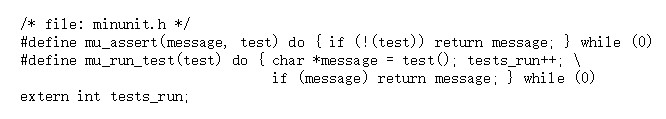 /* file: minunit.h */
#define mu_assert(message, test) do { if (!(test)) return message; } while (0)
#define mu_run_test(test) do { char *message = test(); tests_run++; \
                               if (message) return message; } while (0)
extern int tests_run;